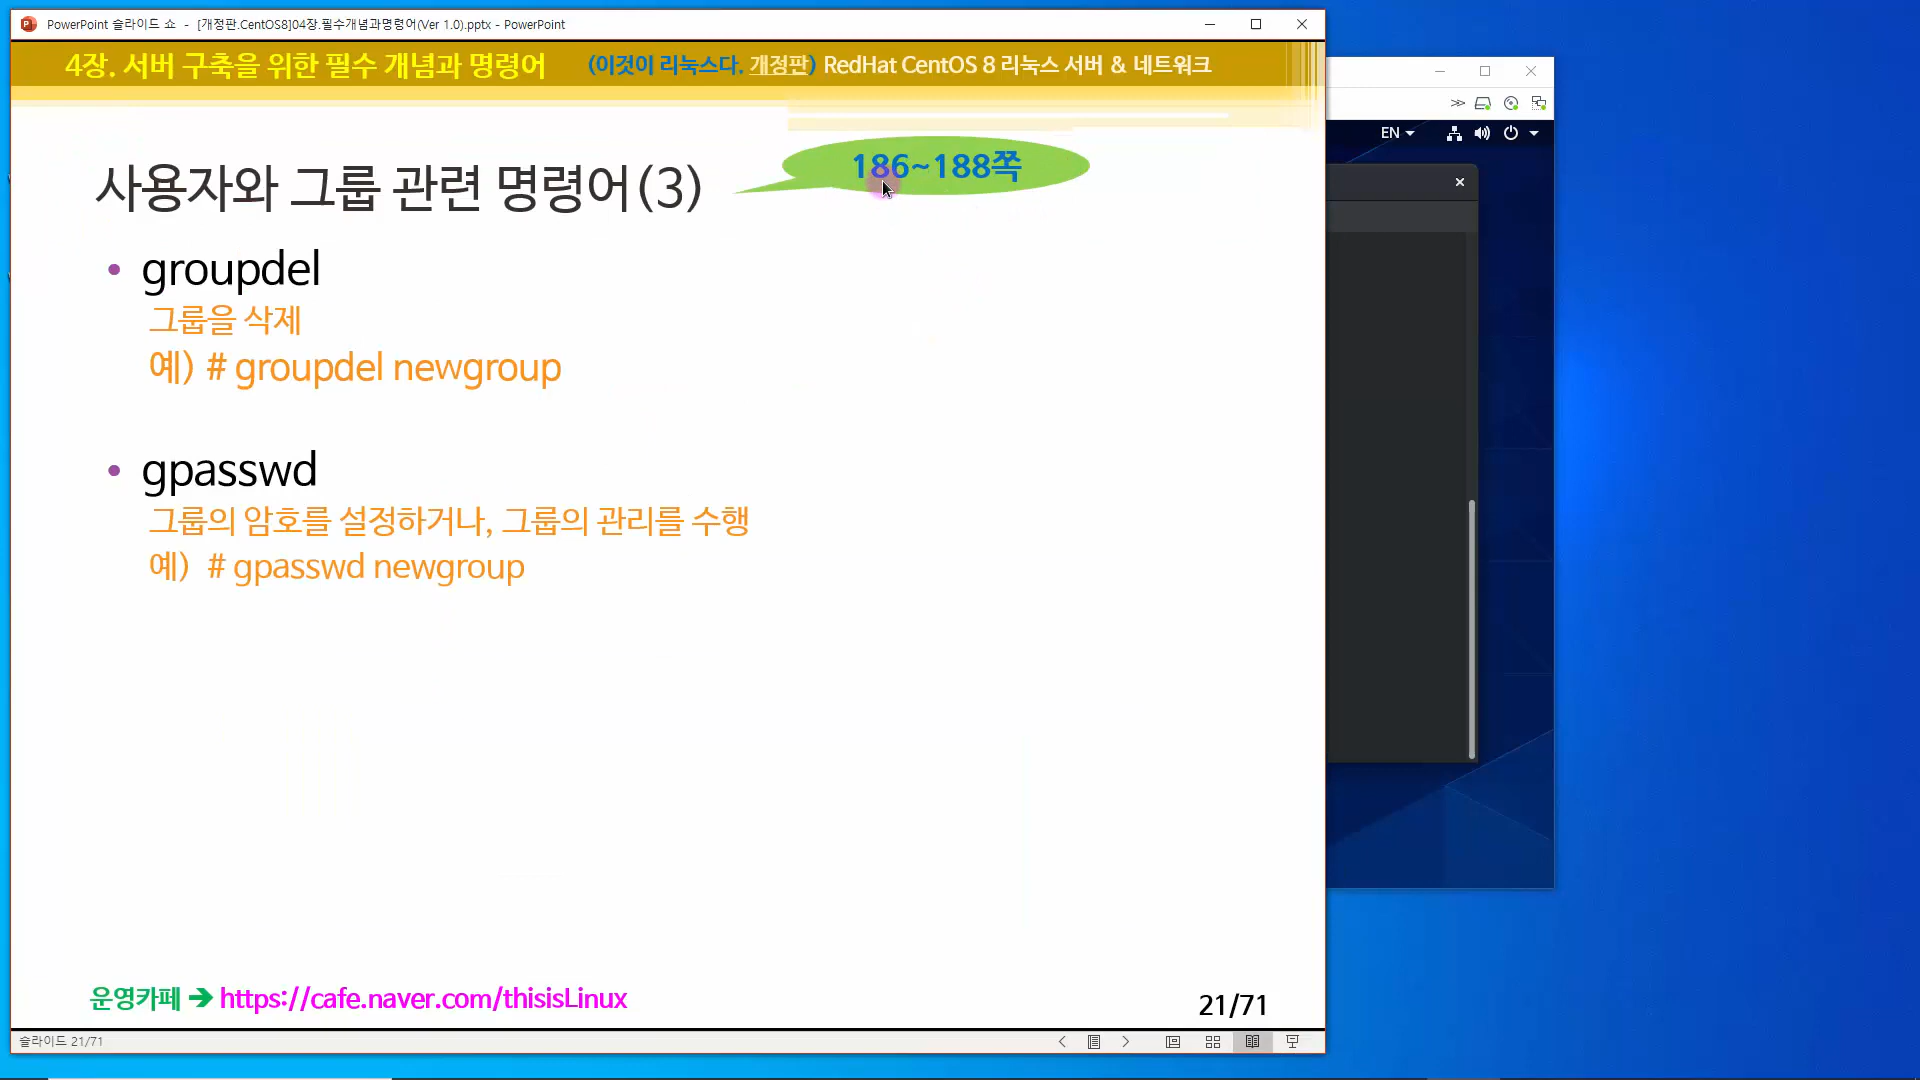 PowerPoint 슬라이드 쇼 - [개정판.CentOS8]04장.필수개념과명령어(Ver 1.0).pptx - PowerPoint
4장. 서버 구축을 위한 필수 개념과 명령어 (이것이 리눅스다. 개정판) RedHat CentOS 8 리눅스 서버 & 네트워크
EN
186~188쪽
사용자와 그룹 관련 명령어(3)
• groupdel
그룹을 삭제
예) # groupdel newgroup
• gpasswd
그룹의 암호를 설정하거나, 그룹의 관리를 수행
예) # gpasswd newgroup
운영카페 ➔ https://cafe.naver.com/thisisLinux
21/71
슬라이드 21/71